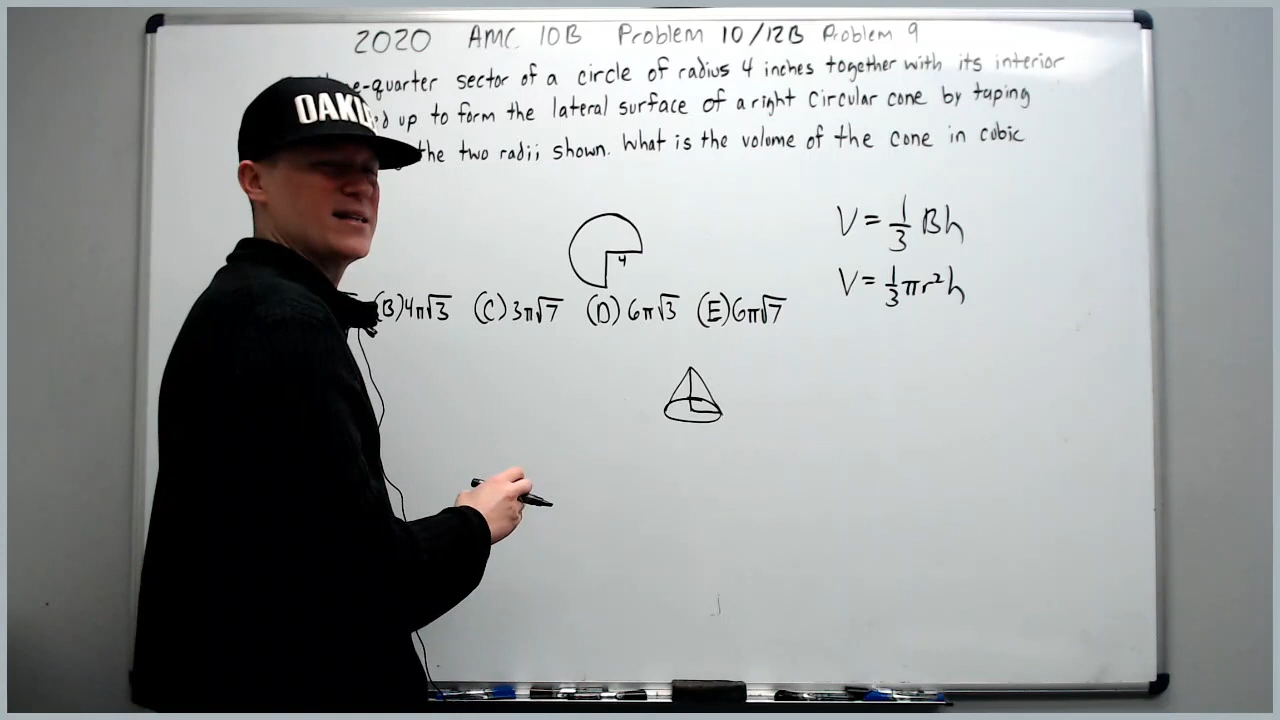 2020 AMC 10B Problem 10/12B Problem 9
e-quarter sector of a circle of radius 4 inches together with its interior
up to form the lateral surface of a right circular cone by taping
the two radii shown. What is the volume of the cone in cubic
4
(B) 4π√3 (C) 3π√7 (D) 6π√3 (E) 6π√7
V = 1/3 Bh
V = 1/3 πr²h